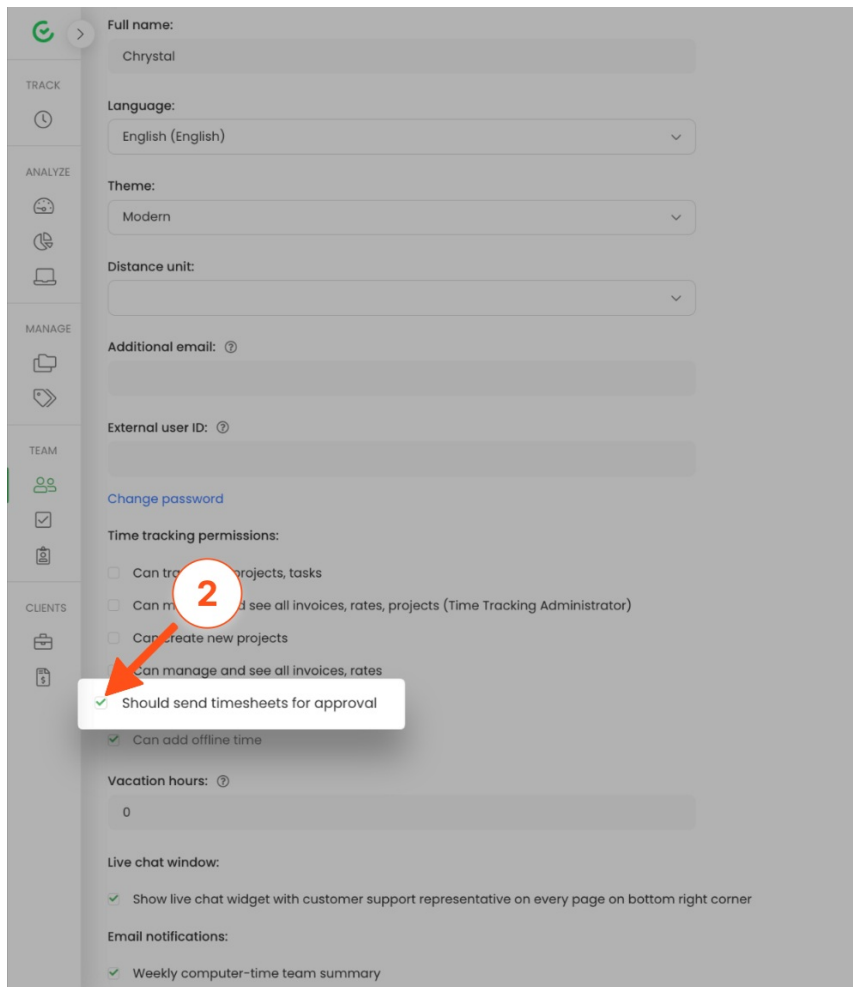 Full name:
Chrystal
TRACK
Language:
English (English)
ANALYZE
Theme:
Modern
Distance unit:
MANAGE
Additional email: ?
External user ID: ?
TEAM
Change password
Time tracking permissions:
Can tra projects, tasks
2
CLIENTS
Can m d see all invoices, rates, projects (Time Tracking Administrator)
Can create new projects
Can manage and see all invoices, rates
Should send timesheets for approval
Can add offline time
Vacation hours: ?
0
Live chat window:
Show live chat widget with customer support representative on every page on bottom right corner
Email notifications:
Weekly computer-time team summary